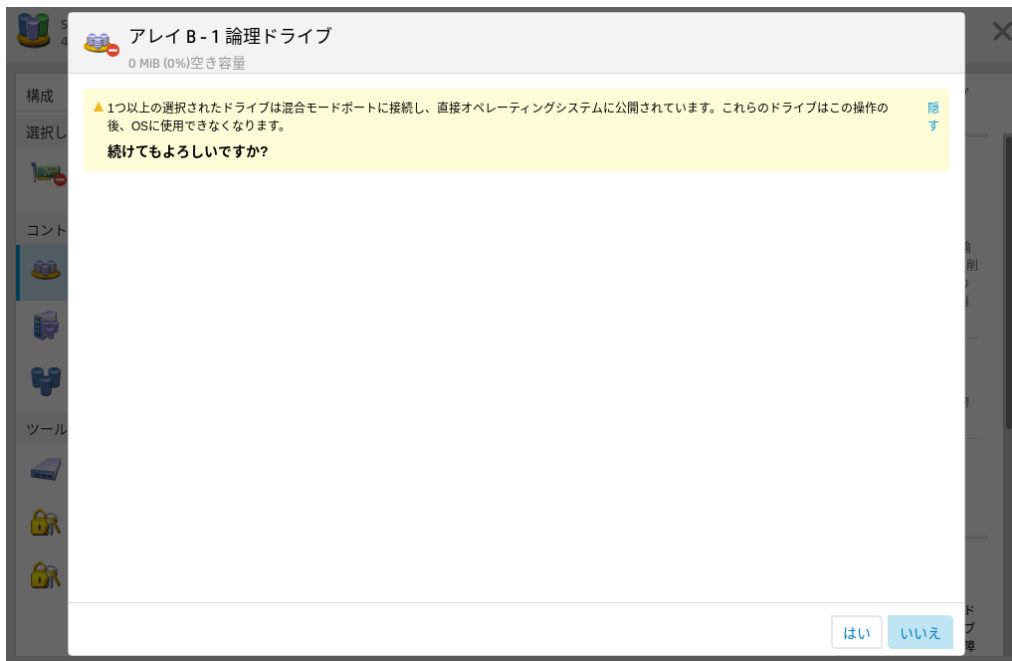 アレイ B - 1 論理ドライブ
0 MiB (0%)空き容量
構成
選択し
コント
ツール
1つ以上の選択されたドライブは混合モードポートに接続し、直接オペレーティングシステムに公開されています。これらのドライブはこの操作の
後、OSに使用できなくなります。
隠
す
続けてもよろしいですか?
削
ド
ブ
障
はい
いいえ